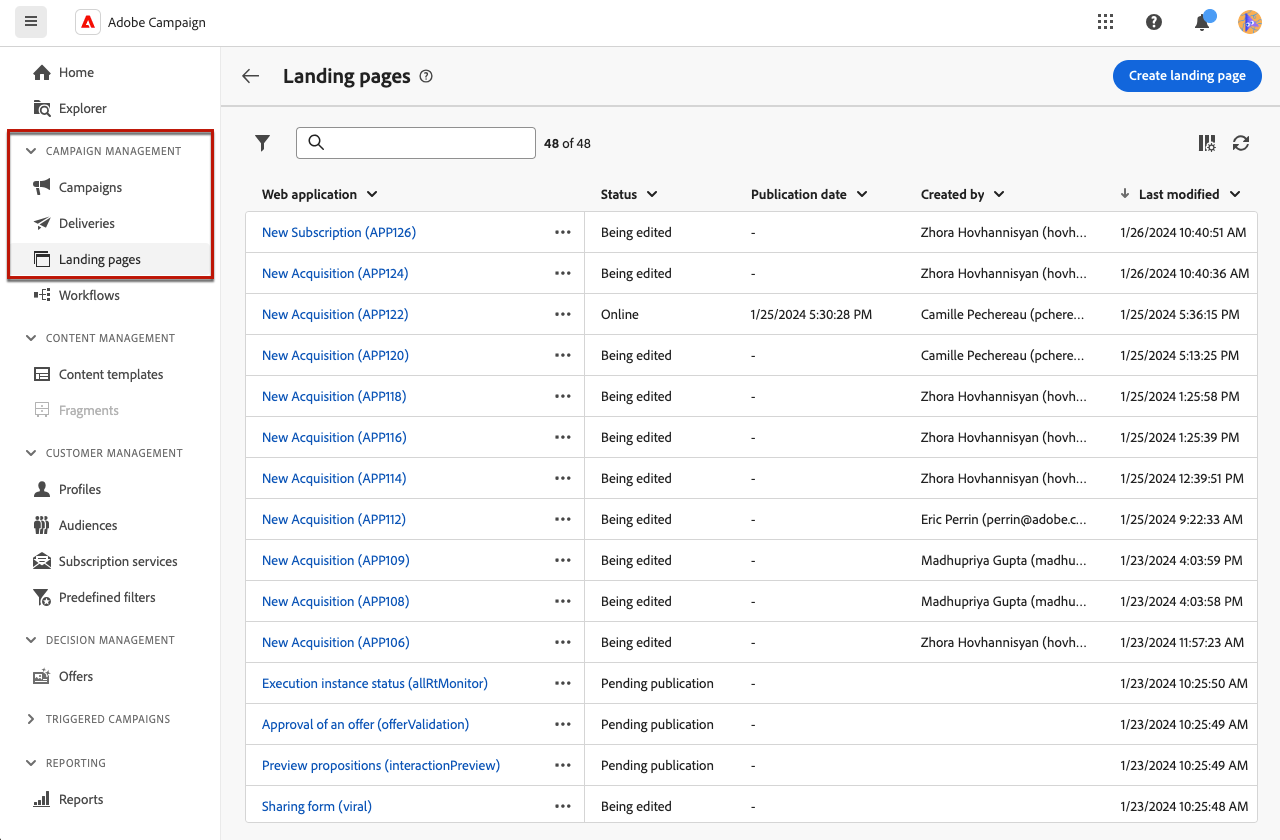 Adobe Campaign
Home
Explorer
CAMPAIGN MANAGEMENT
Campaigns
Deliveries
Landing pages
Workflows
CONTENT MANAGEMENT
Content templates
Fragments
CUSTOMER MANAGEMENT
Profiles
Audiences
Subscription services
Predefined filters
DECISION MANAGEMENT
Offers
TRIGGERED CAMPAIGNS
REPORTING
Reports
Landing pages
Create landing page
48 of 48
Web application Status Publication date Created by Last modified
New Subscription (APP126) ••• Being edited - Zhora Hovhannisyan (hovh... 1/26/2024 10:40:51 AM
New Acquisition (APP124) ••• Being edited - Zhora Hovhannisyan (hovh... 1/26/2024 10:40:36 AM
New Acquisition (APP122) ••• Online 1/25/2024 5:30:28 PM Camille Pechereau (pchere... 1/25/2024 5:36:15 PM
New Acquisition (APP120) ••• Being edited - Camille Pechereau (pchere... 1/25/2024 5:13:25 PM
New Acquisition (APP118) ••• Being edited - Zhora Hovhannisyan (hovh... 1/25/2024 1:25:58 PM
New Acquisition (APP116) ••• Being edited - Zhora Hovhannisyan (hovh... 1/25/2024 1:25:39 PM
New Acquisition (APP114) ••• Being edited - Zhora Hovhannisyan (hovh... 1/25/2024 12:39:51 PM
New Acquisition (APP112) ••• Being edited - Eric Perrin (perrin@adobe.c... 1/25/2024 9:22:33 AM
New Acquisition (APP109) ••• Being edited - Madhupriya Gupta (madhu... 1/23/2024 4:03:59 PM
New Acquisition (APP108) ••• Being edited - Madhupriya Gupta (madhu... 1/23/2024 4:03:58 PM
New Acquisition (APP106) ••• Being edited - Zhora Hovhannisyan (hovh... 1/23/2024 11:57:23 AM
Execution instance status (allRtMonitor) ••• Pending publication - 1/23/2024 10:25:50 AM
Approval of an offer (offerValidation) ••• Pending publication - 1/23/2024 10:25:49 AM
Preview propositions (interactionPreview) ••• Pending publication - 1/23/2024 10:25:49 AM
Sharing form (viral) ••• Being edited - 1/23/2024 10:25:48 AM